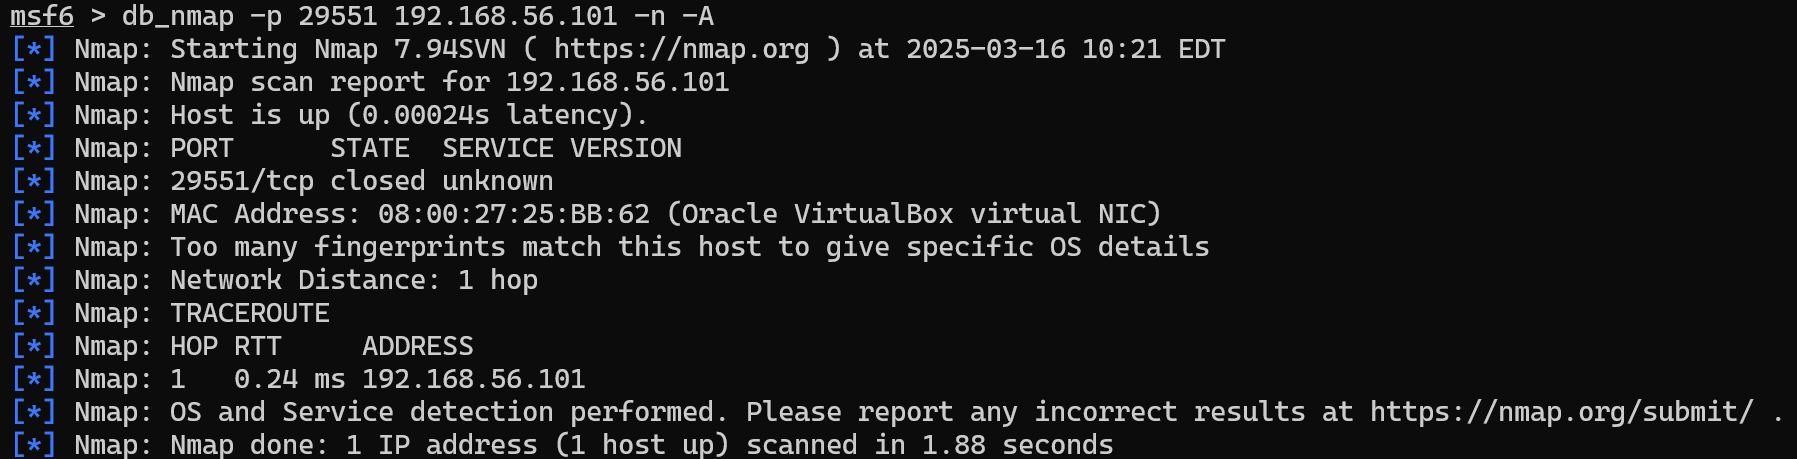 msf6 > db_nmap -p 29551 192.168.56.101 -n -A
[*] Nmap: Starting Nmap 7.94SVN ( https://nmap.org ) at 2025-03-16 10:21 EDT
[*] Nmap: Nmap scan report for 192.168.56.101
[*] Nmap: Host is up (0.00024s latency).
[*] Nmap: PORT      STATE  SERVICE VERSION
[*] Nmap: 29551/tcp closed unknown
[*] Nmap: MAC Address: 08:00:27:25:BB:62 (Oracle VirtualBox virtual NIC)
[*] Nmap: Too many fingerprints match this host to give specific OS details
[*] Nmap: Network Distance: 1 hop
[*] Nmap: TRACEROUTE
[*] Nmap: HOP RTT     ADDRESS
[*] Nmap: 1   0.24 ms 192.168.56.101
[*] Nmap: OS and Service detection performed. Please report any incorrect results at https://nmap.org/submit/ .
[*] Nmap: Nmap done: 1 IP address (1 host up) scanned in 1.88 seconds